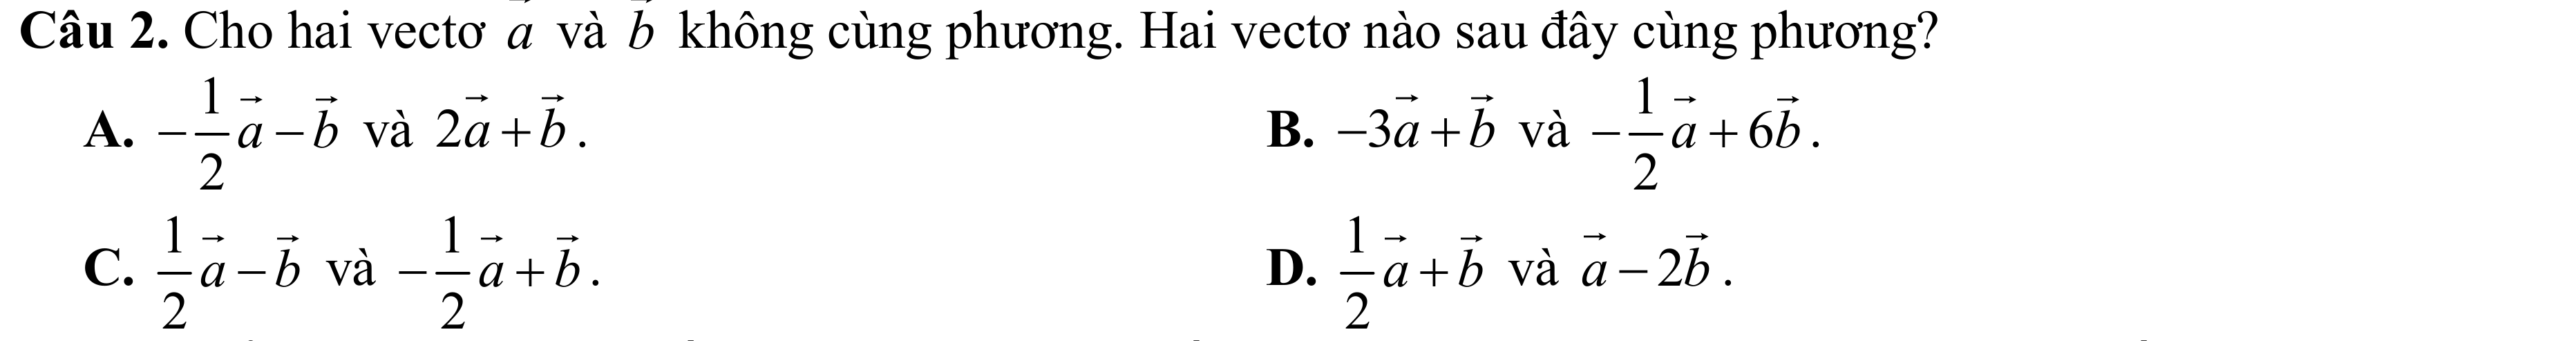 Câu 2. Cho hai vectơ $\vec{a}$ và $\vec{b}$ không cùng phương. Hai vectơ nào sau đây cùng phương?
A. $-\frac{1}{2}\vec{a}-\vec{b}$ và $2\vec{a}+\vec{b}$. B. $-3\vec{a}+\vec{b}$ và $-\frac{1}{2}\vec{a}+6\vec{b}$.
C. $\frac{1}{2}\vec{a}-\vec{b}$ và $-\frac{1}{2}\vec{a}+\vec{b}$. D. $\frac{1}{2}\vec{a}+\vec{b}$ và $\vec{a}-2\vec{b}$.